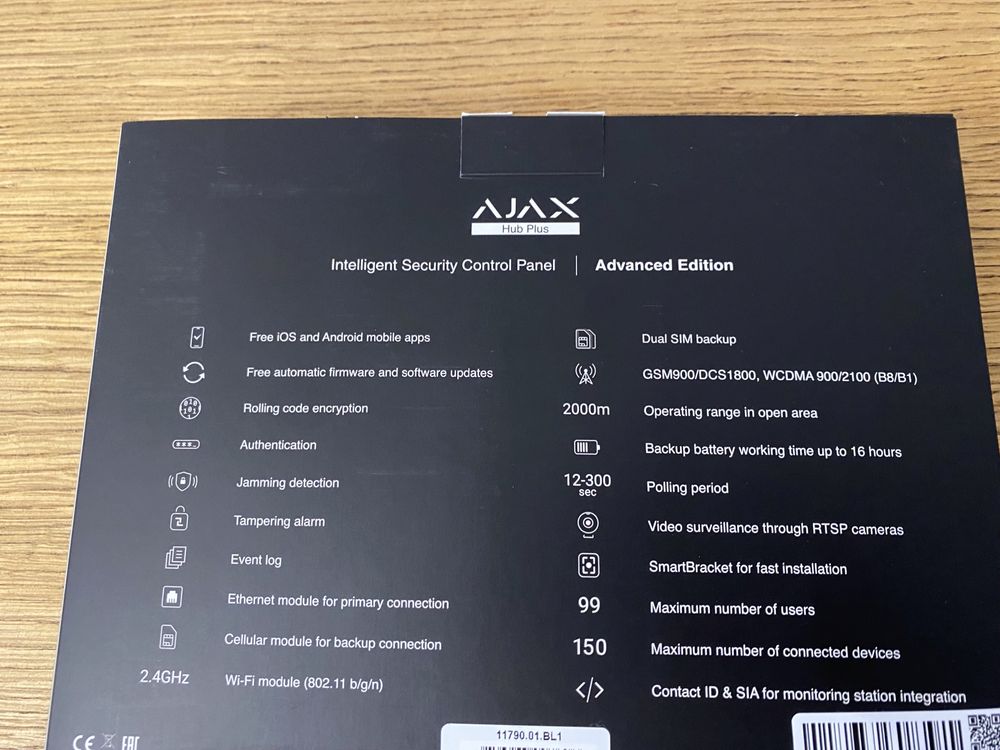 AJAX
Hub Plus
Intelligent Security Control Panel | Advanced Edition
Free iOS and Android mobile apps
Free automatic firmware and software updates
Rolling code encryption
Authentication
Jamming detection
Tampering alarm
Event log
Ethernet module for primary connection
Cellular module for backup connection
2.4GHz Wi-Fi module (802.11 b/g/n)
Dual SIM backup
GSM900/DCS1800, WCDMA 900/2100 (B8/B1)
2000m Operating range in open area
Backup battery working time up to 16 hours
12-300 sec Polling period
Video surveillance through RTSP cameras
SmartBracket for fast installation
99 Maximum number of users
150 Maximum number of connected devices
</> Contact ID & SIA for monitoring station integration
CE EAC
11790.01.BL1